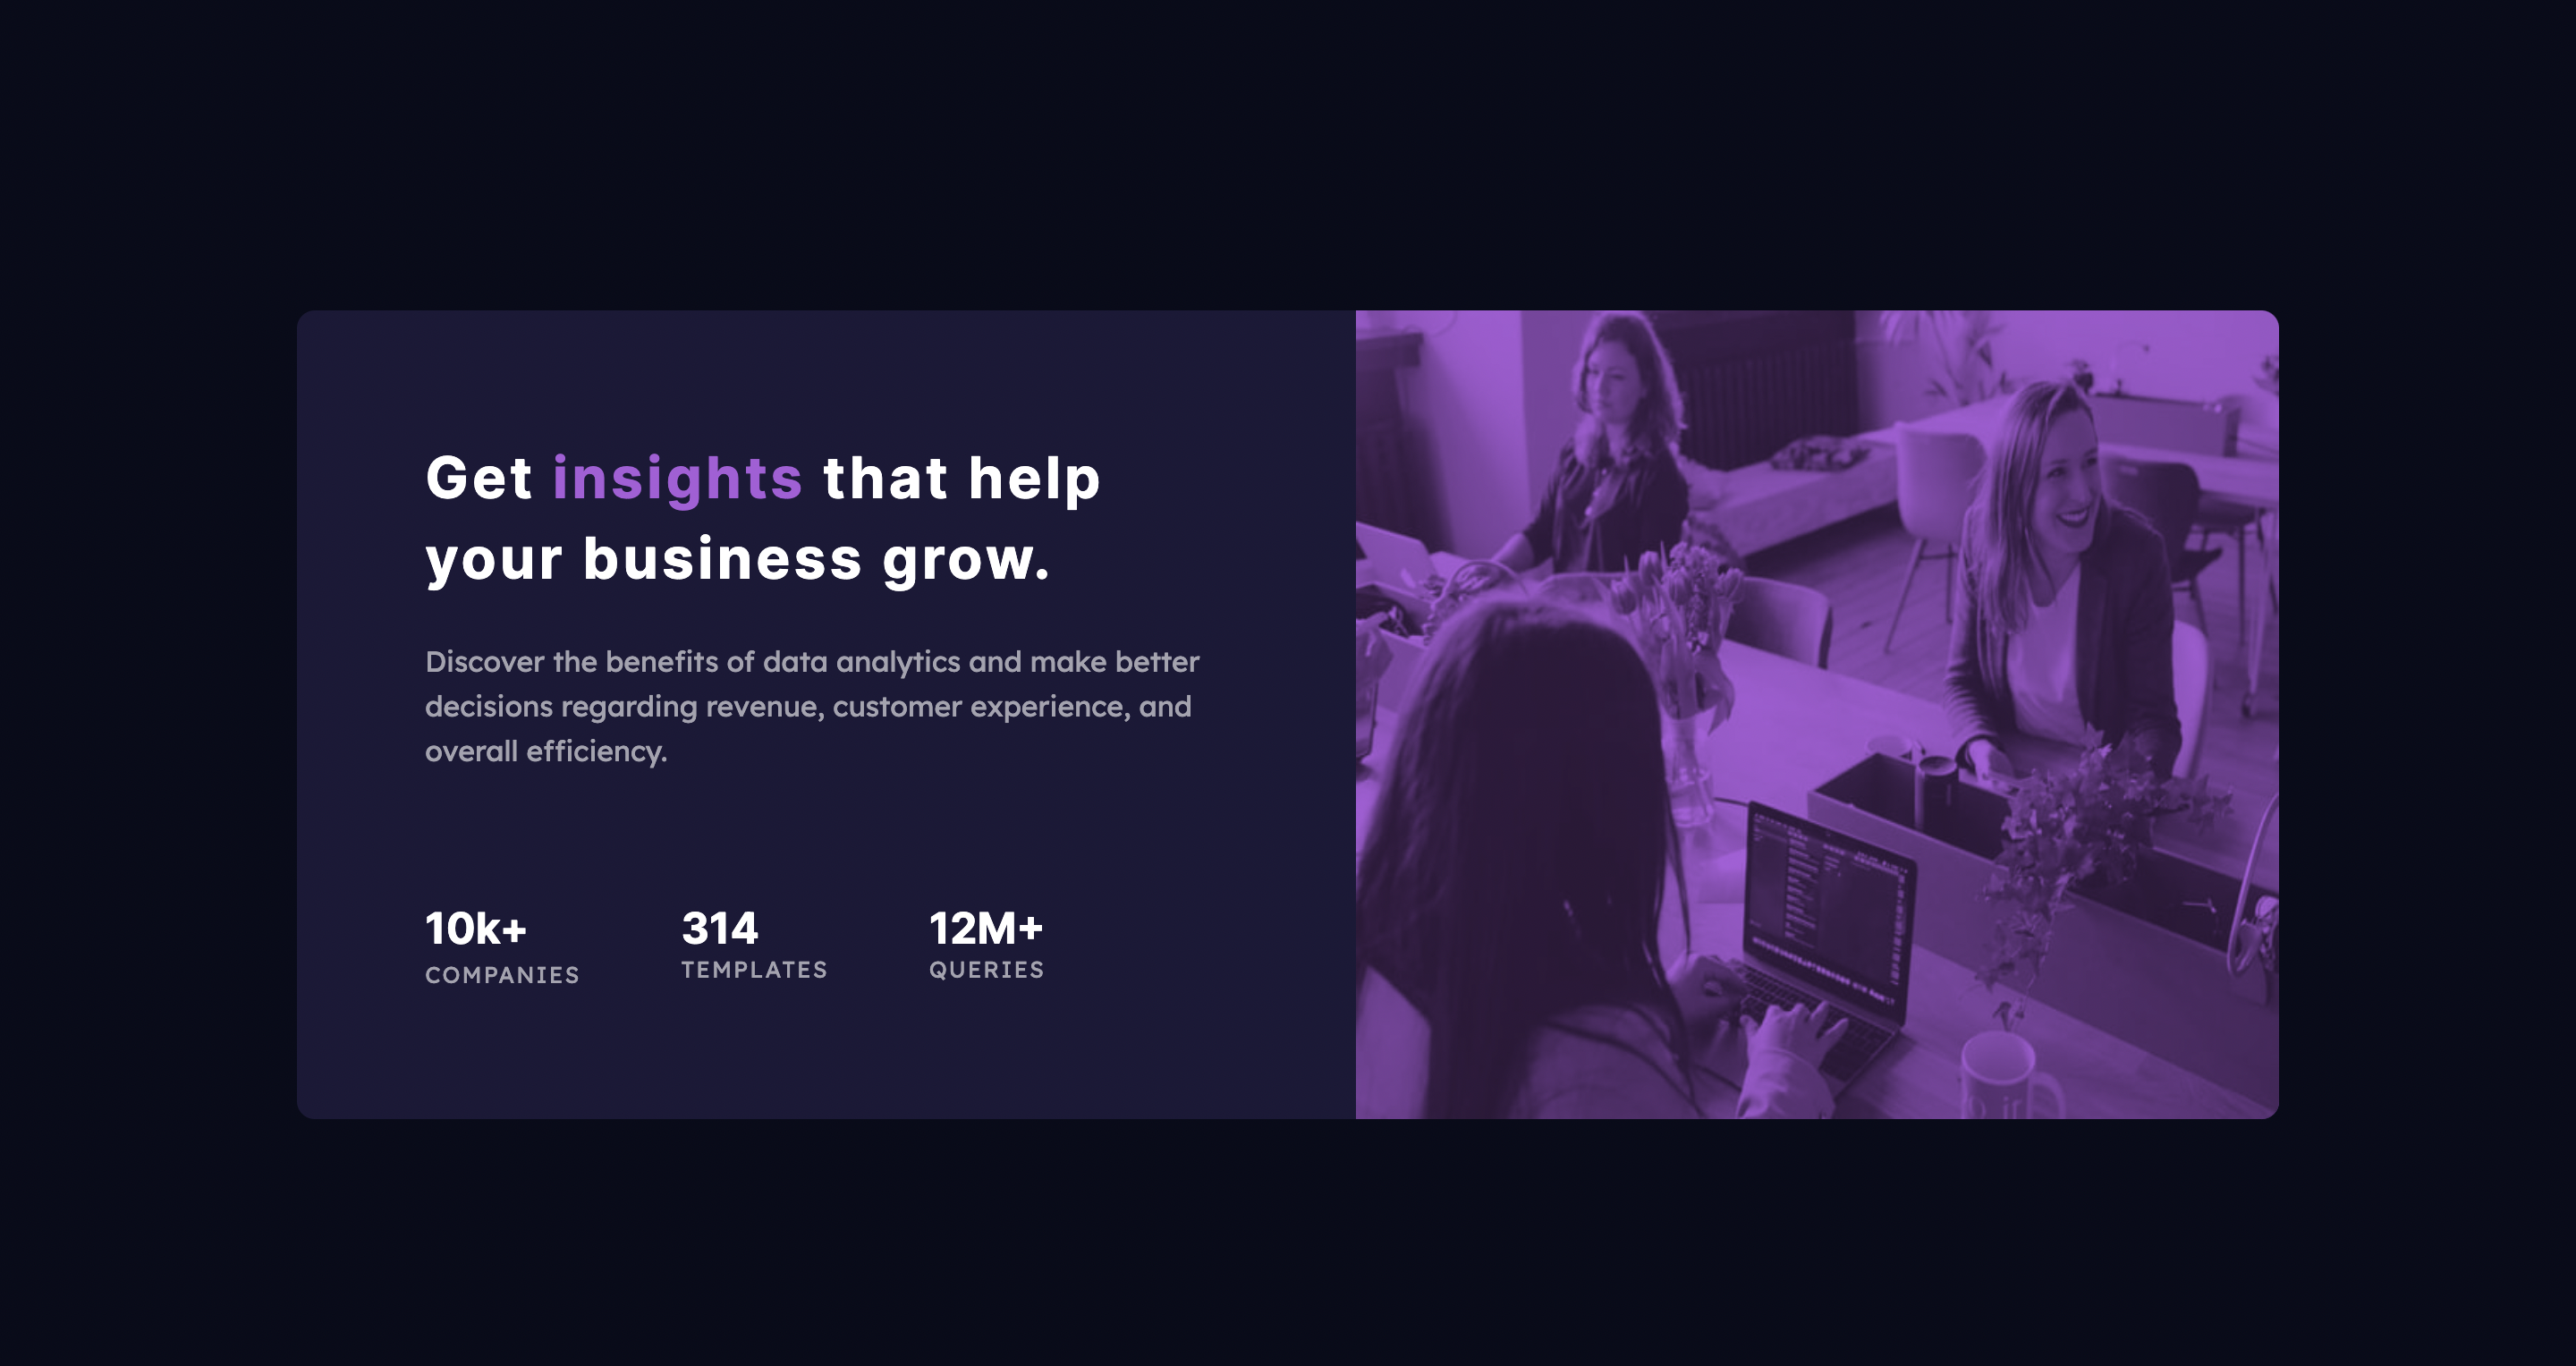 Get insights that help
your business grow.
Discover the benefits of data analytics and make better
decisions regarding revenue, customer experience, and
overall efficiency.
10k+
COMPANIES
314
TEMPLATES
12M+
QUERIES